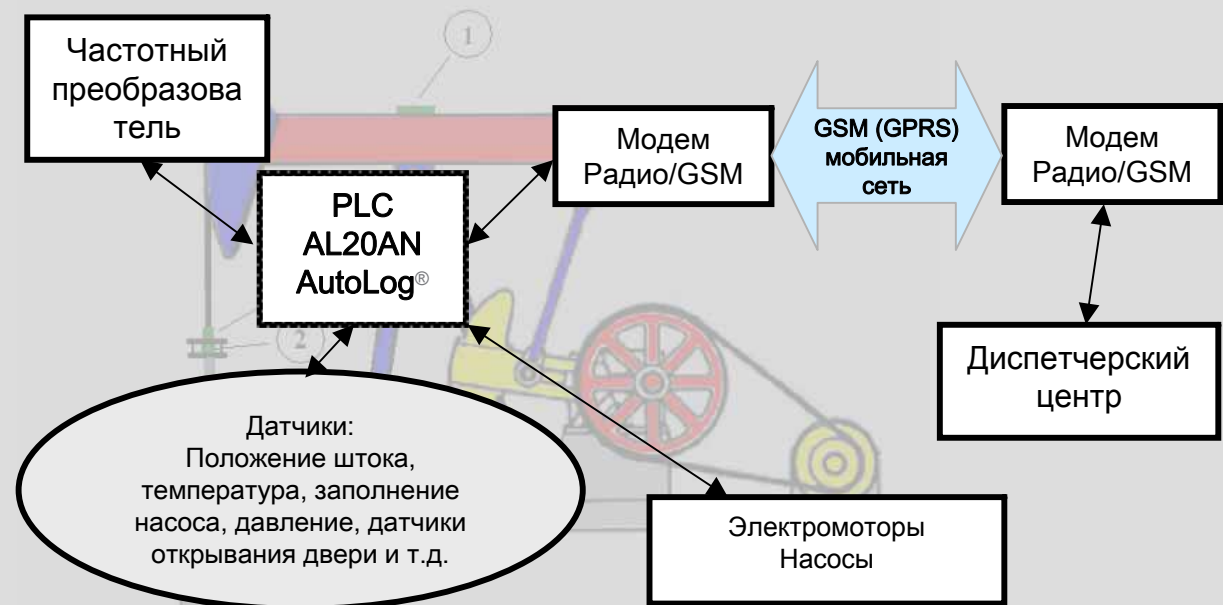 Частотный
преобразова
тель
1
Модем
Радио/GSM
GSM (GPRS)
мобильная
сеть
Модем
Радио/GSM
PLC
AL20AN
AutoLog®
2
Диспетчерский
центр
Датчики:
Положение штока,
температура, заполнение
насоса, давление, датчики
открывания двери и т.д.
Электромоторы
Насосы